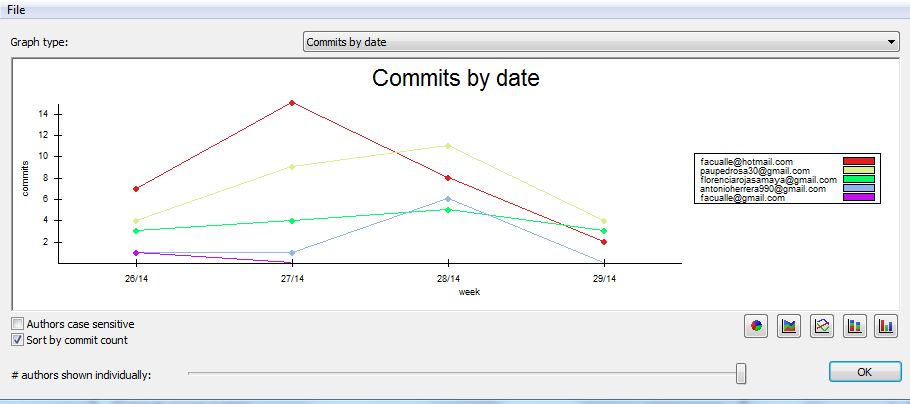 File
Graph type:
Commits by date
Commits by date
commits
14
12
10
8
6
4
2
26/14
27/14
28/14
29/14
week
facualle@hotmail.com
paupedrosa30@gmail.com
florenciarojasamaya@gmail.com
antonioherrera990@gmail.com
facualle@gmail.com
Authors case sensitive
Sort by commit count
# authors shown individually:
OK